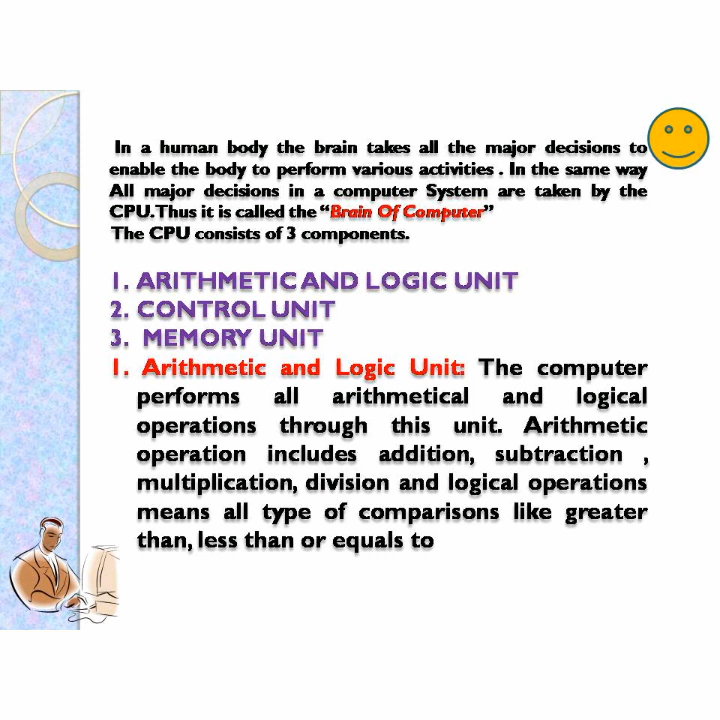 In a human body the brain takes all the major decisions to
enable the body to perform various activities . In the same way
All major decisions in a computer System are taken by the
CPU. Thus it is called the “Brain Of Computer”
The CPU consists of 3 components.
1. ARITHMETIC AND LOGIC UNIT
2. CONTROL UNIT
3. MEMORY UNIT
1. Arithmetic and Logic Unit: The computer
performs all arithmetical and logical
operations through this unit. Arithmetic
operation includes addition, subtraction ,
multiplication, division and logical operations
means all type of comparisons like greater
than, less than or equals to